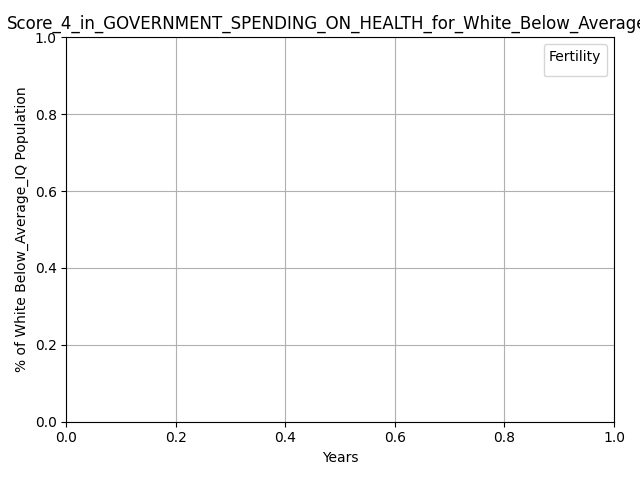 Score_4_in_GOVERNMENT_SPENDING_ON_HEALTH_for_White_Below_Average
Fertility
% of White Below_Average_IQ Population
1.0
0.8
0.6
0.4
0.2
0.0
0.0 0.2 0.4 0.6 0.8 1.0
Years